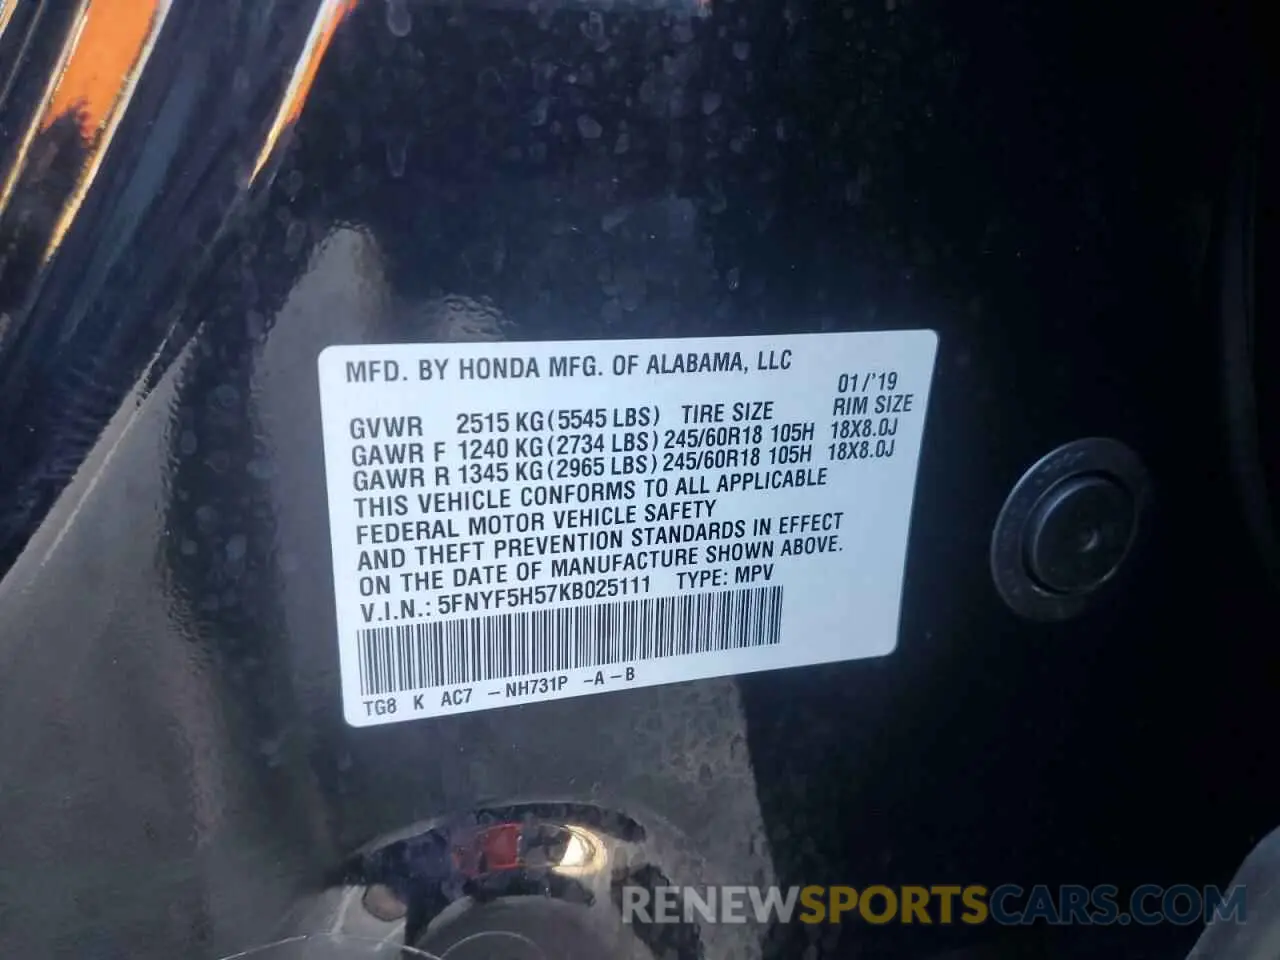 MFD. BY HONDA MFG. OF ALABAMA, LLC
01/'19
GVWR 2515 KG (5545 LBS) TIRE SIZE RIM SIZE
GAWR F 1240 KG (2734 LBS) 245/60R18 105H 18X8.0J
GAWR R 1345 KG (2965 LBS) 245/60R18 105H 18X8.0J
THIS VEHICLE CONFORMS TO ALL APPLICABLE
FEDERAL MOTOR VEHICLE SAFETY
AND THEFT PREVENTION STANDARDS IN EFFECT
ON THE DATE OF MANUFACTURE SHOWN ABOVE.
V.I.N.: 5FNYF5H57KB025111 TYPE: MPV
TG8 K AC7 - NH731P -A - B
RENEWSPORTSCARS.COM